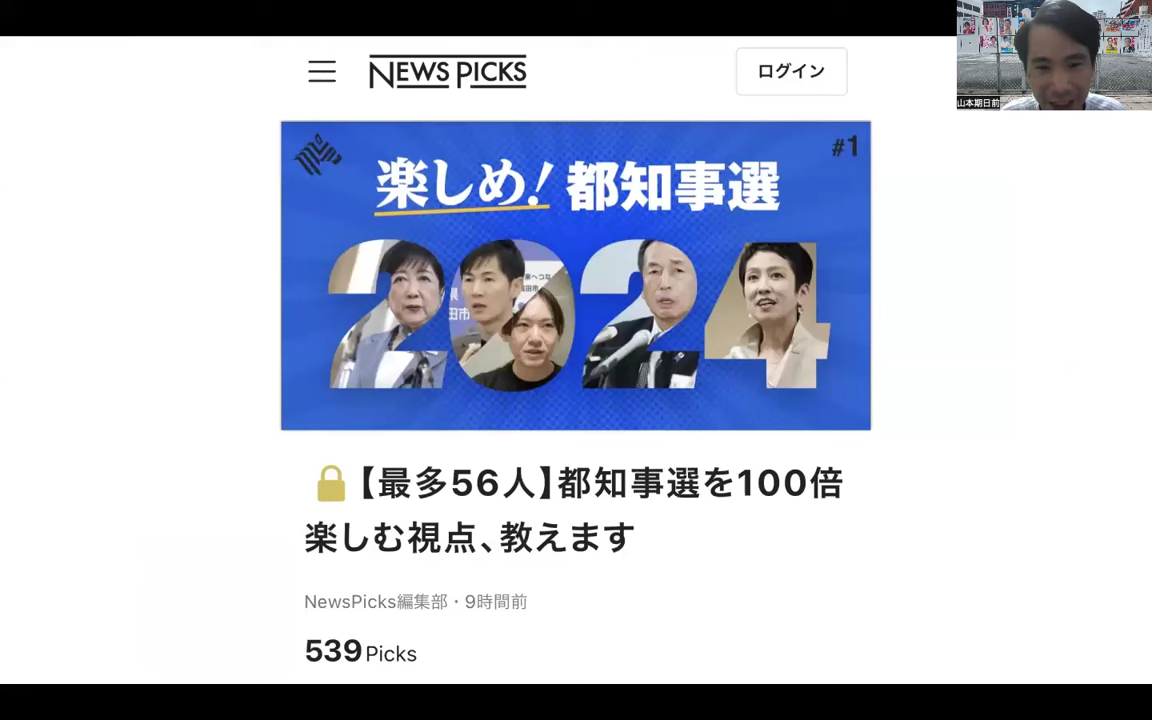 NEWS PICKS
ログイン
#1
楽しめ!都知事選
2024
🔒【最多56人】都知事選を100倍
楽しむ視点、教えます
NewsPicks編集部・9時間前
539 Picks
山本期日前